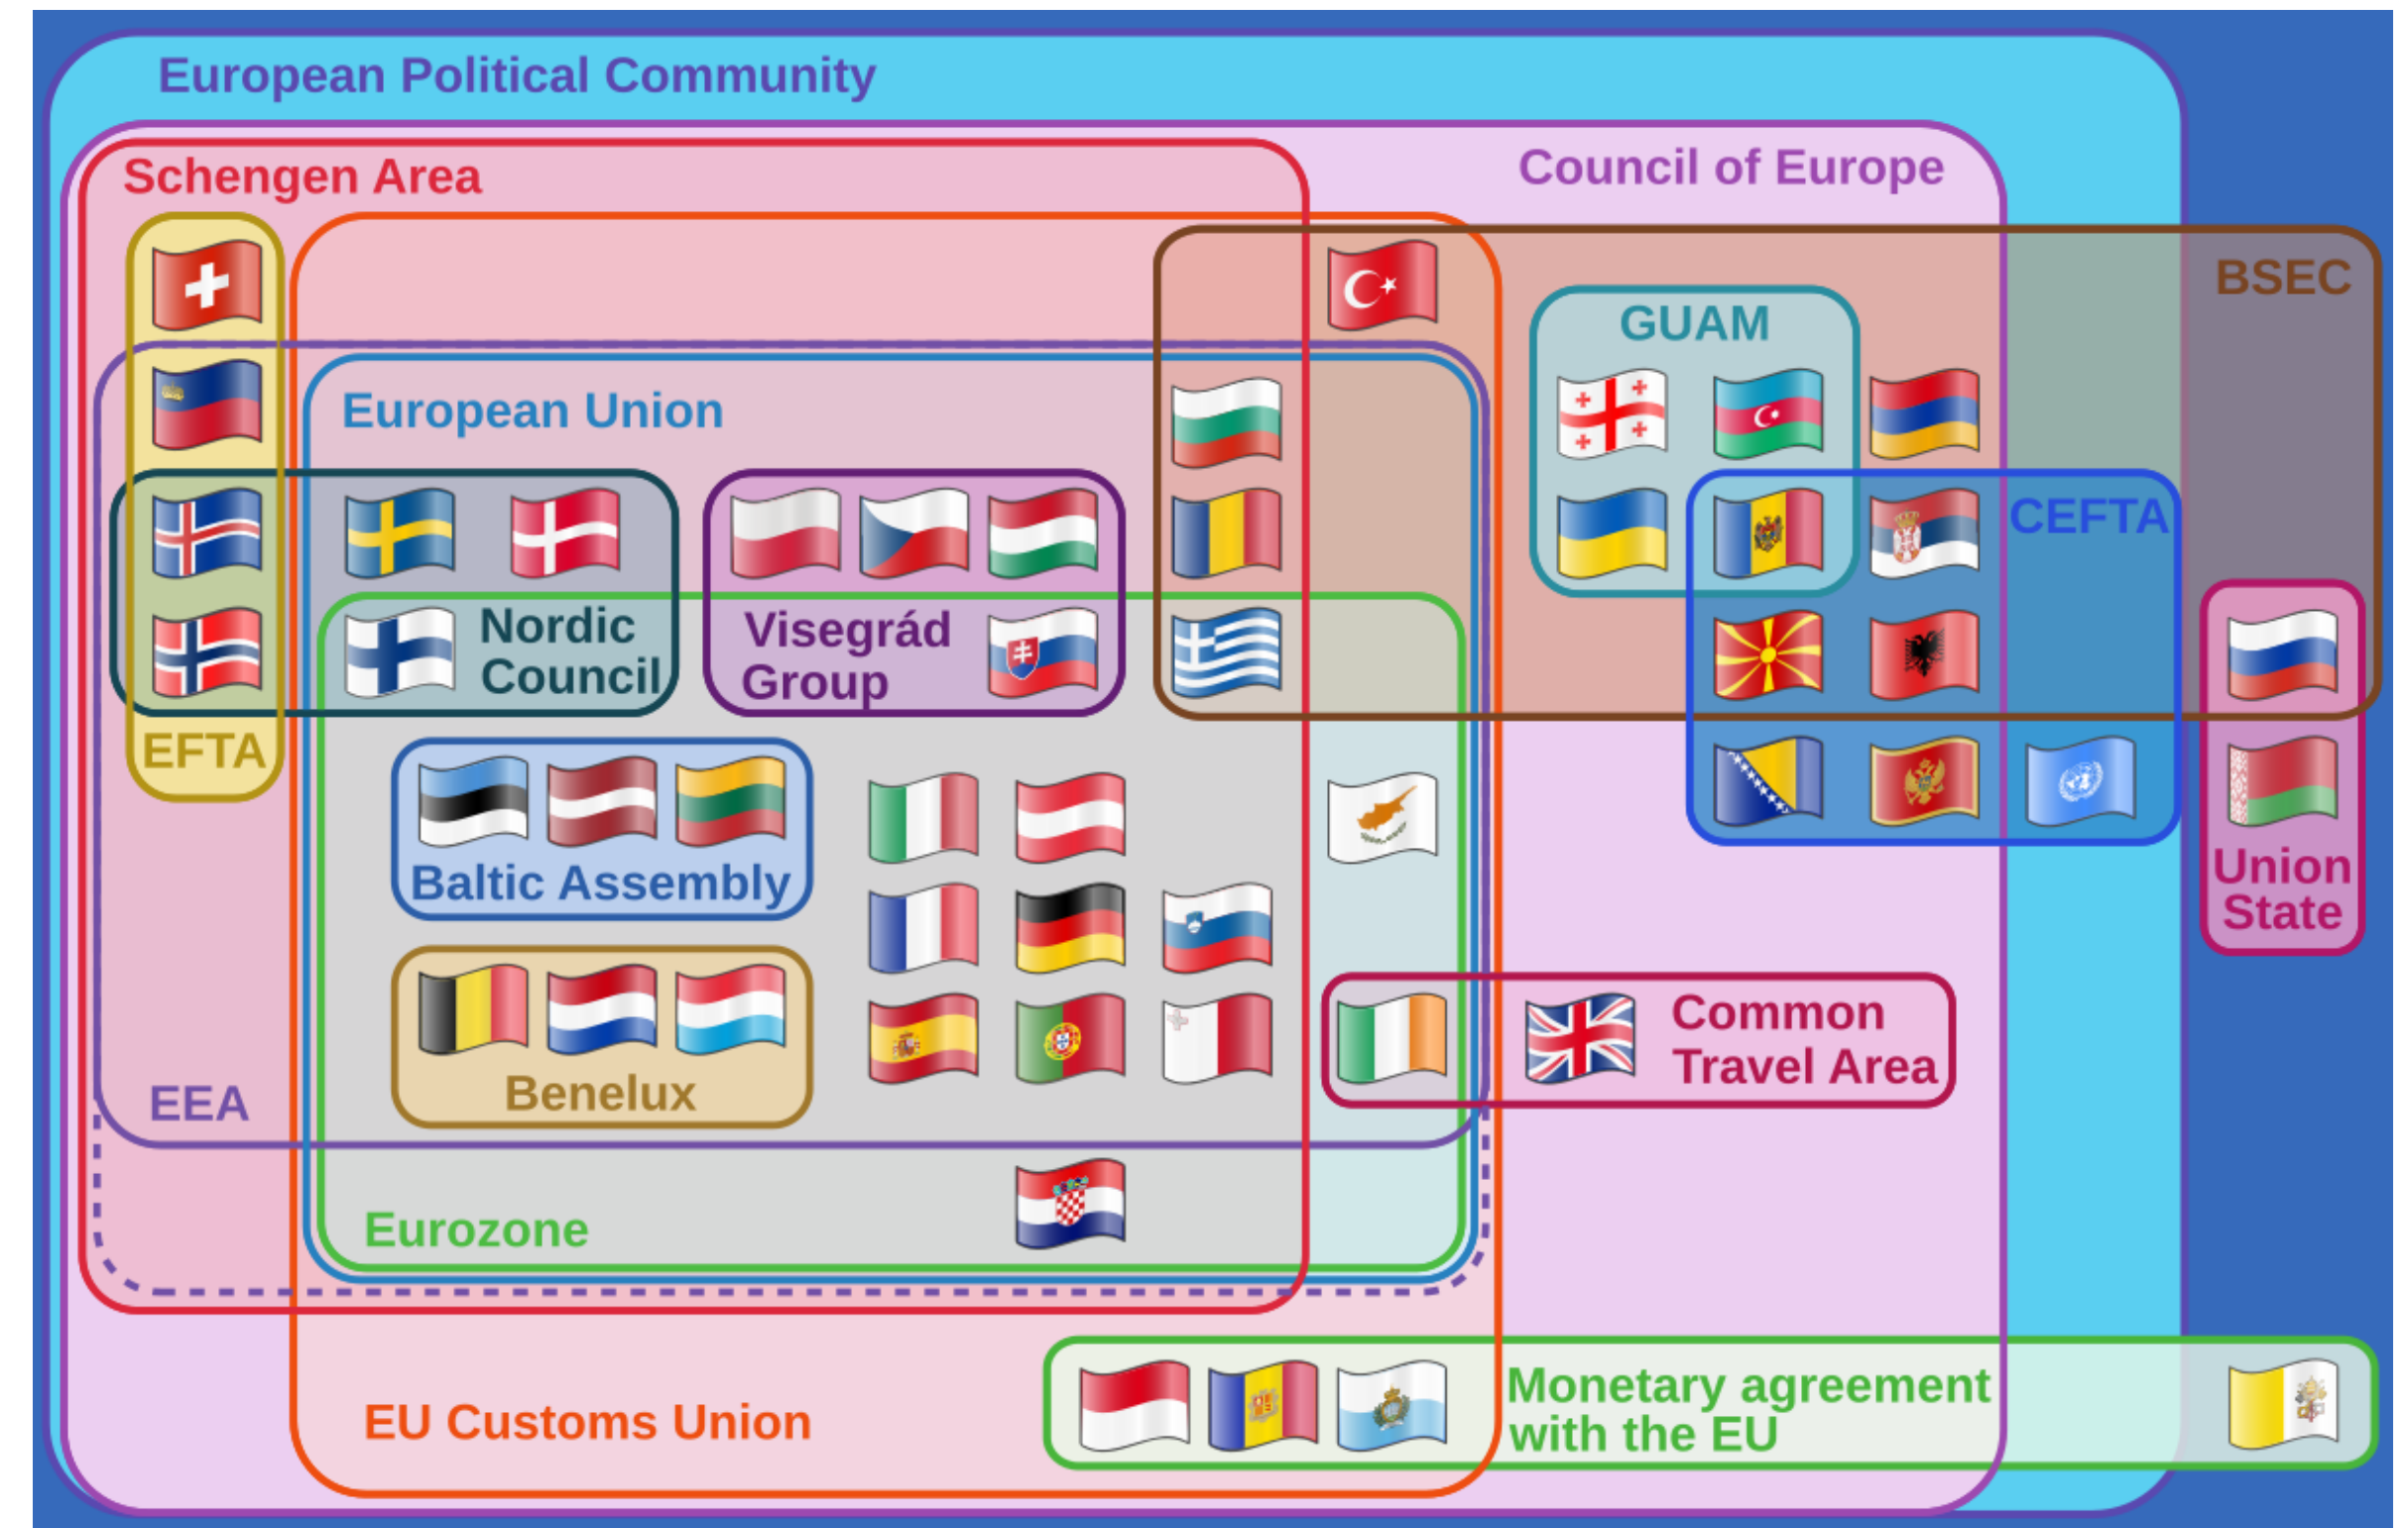 European Political Community
Schengen Area
Council of Europe
BSEC
GUAM
European Union
CEFTA
Nordic
Council
Visegrád
Group
EFTA
Baltic Assembly
Union
State
Common
Travel Area
Benelux
EEA
Eurozone
EU Customs Union
Monetary agreement
with the EU